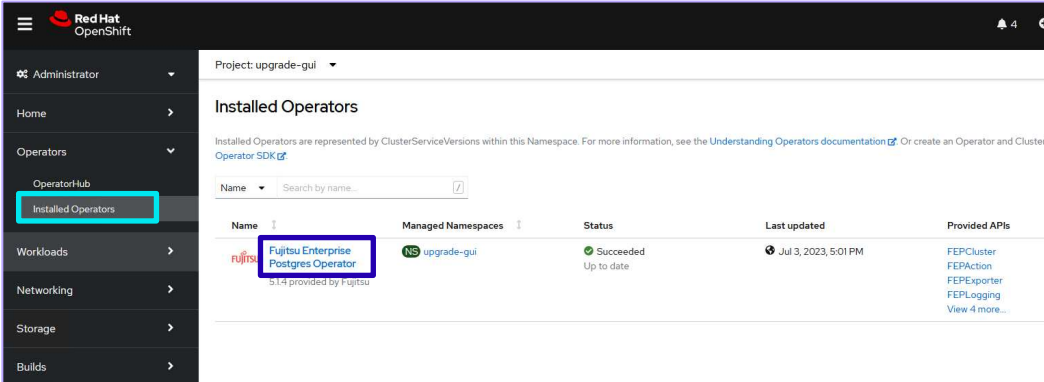 Red Hat
OpenShift
4
Administrator
Project: upgrade-gui
Home
Operators
OperatorHub
Installed Operators
Workloads
Networking
Storage
Builds
Installed Operators
Installed Operators are represented by ClusterServiceVersions within this Namespace. For more information, see the Understanding Operators documentation. Or create an Operator and Cluster
Operator SDK.
Name
Search by name...
/
Name Managed Namespaces Status Last updated Provided APIs
FUJITSU
Fujitsu Enterprise
Postgres Operator
5.1.4 provided by Fujitsu
NS upgrade-gui
Succeeded
Up to date
Jul 3, 2023, 5:01 PM
FEPCluster
FEPAction
FEPExporter
FEPLogging
View 4 more...